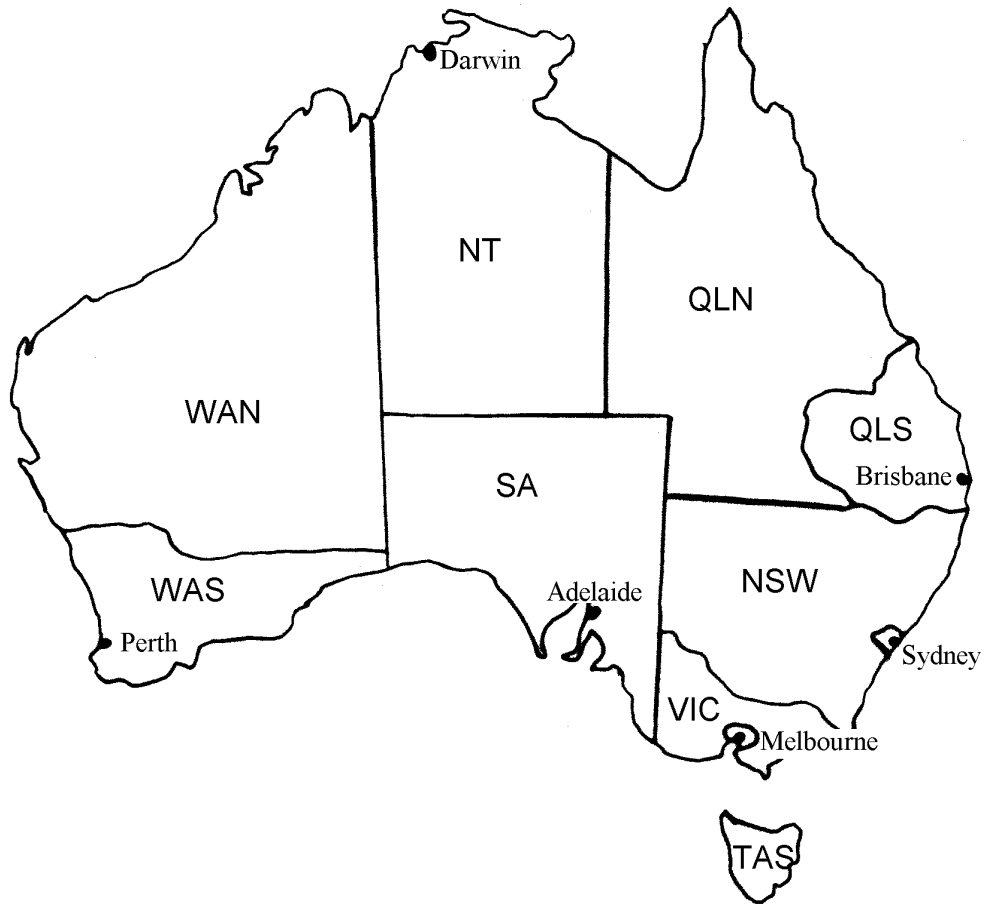 Darwin
NT
QLN
WAN
QLS
Brisbane
SA
WAS
NSW
Adelaide
Perth
Sydney
VIC
Melbourne
TAS